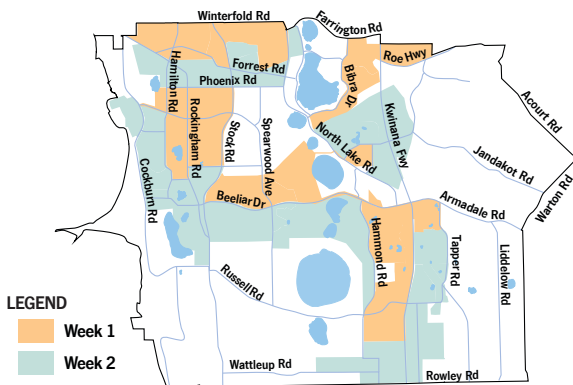 Winterfold Rd
Farrington Rd
Roe Hwy
Hamilton Rd
Forrest Rd
Phoenix Rd
Bibra Dr
Acourt Rd
Rockingham Rd
Stock Rd
Spearwood Ave
North Lake Rd
Kwinana Fwy
Jandakot Rd
Warton Rd
Cockburn Rd
Beeliar Dr
Armadale Rd
Hammond Rd
Tapper Rd
Liddelow Rd
Russell Rd
LEGEND
Week 1
Week 2
Wattleup Rd
Rowley Rd